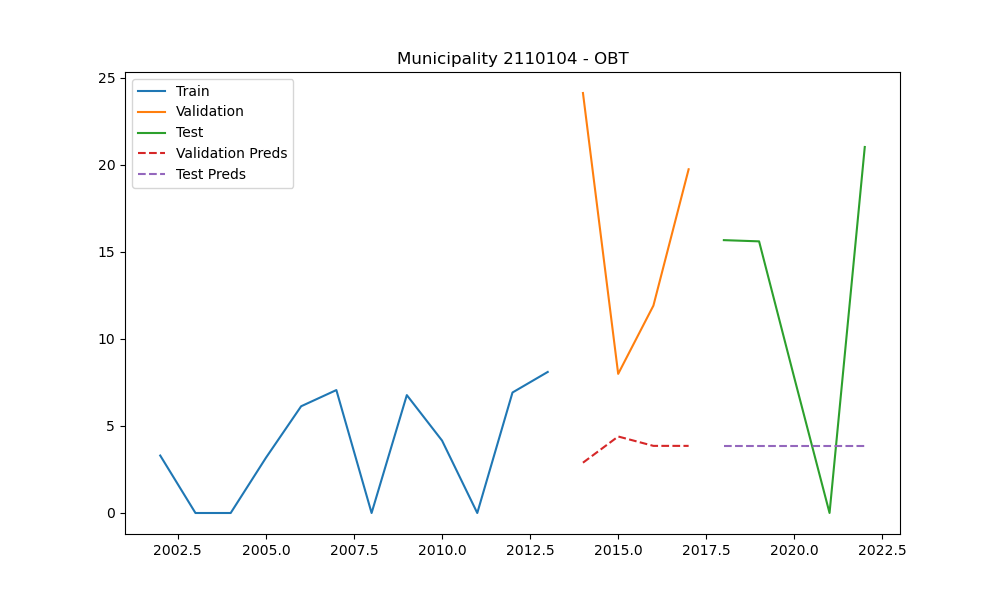 Municipality 2110104 - OBT
25
20
15
10
5
0
Train
Validation
Test
Validation Preds
Test Preds
2002.5 2005.0 2007.5 2010.0 2012.5 2015.0 2017.5 2020.0 2022.5